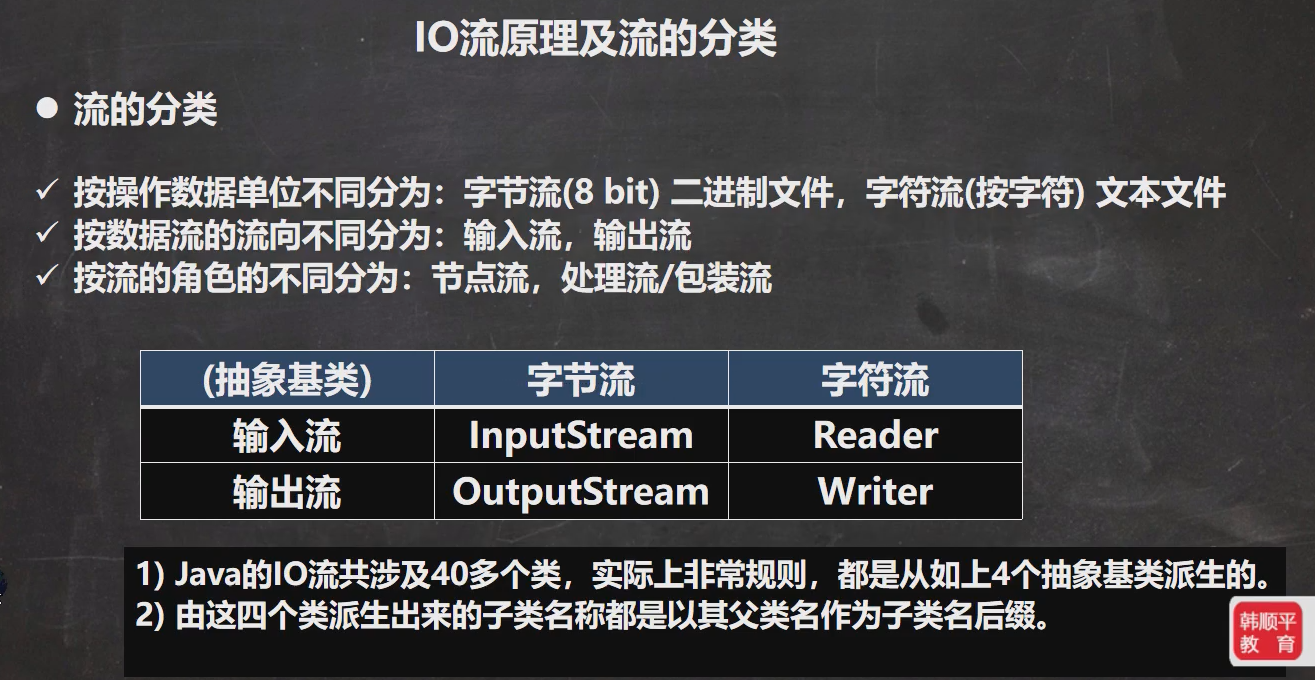 IO流原理及流的分类
● 流的分类
✓ 按操作数据单位不同分为：字节流(8 bit) 二进制文件，字符流(按字符) 文本文件
✓ 按数据流的流向不同分为：输入流，输出流
✓ 按流的角色的不同分为：节点流，处理流/包装流
(抽象基类) 字节流 字符流
输入流 InputStream Reader
输出流 OutputStream Writer
1) Java的IO流共涉及40多个类，实际上非常规则，都是从如上4个抽象基类派生的。
2) 由这四个类派生出来的子类名称都是以其父类名作为子类名后缀。
韩顺平
教 育